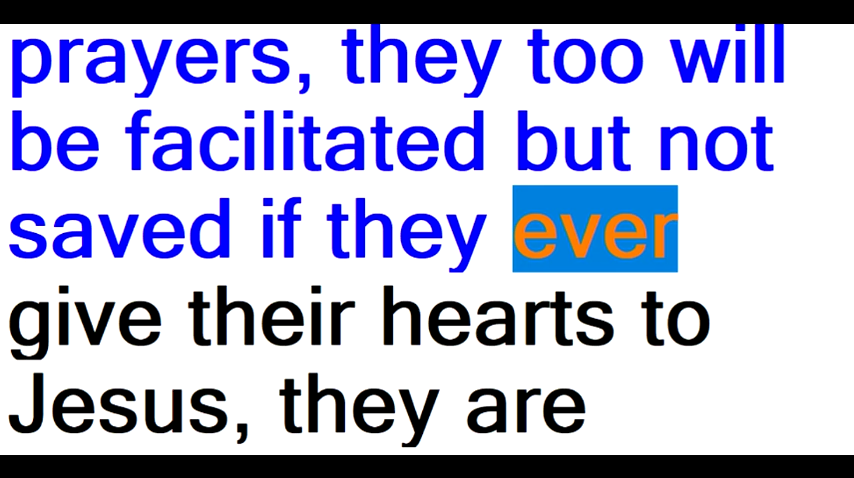 prayers, they too will
be facilitated but not
saved if they ever
give their hearts to
Jesus, they are